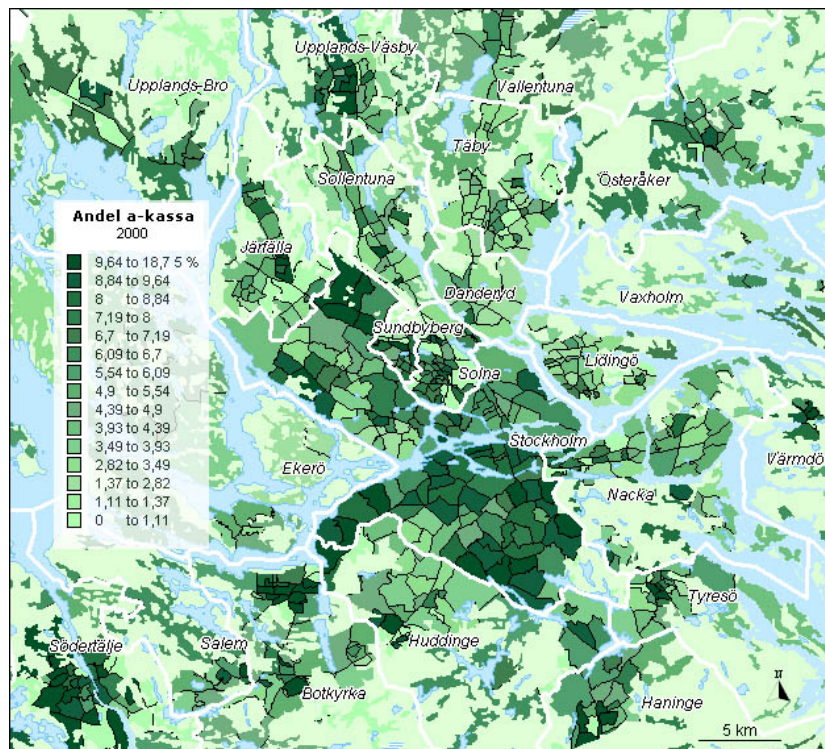 Upplands-Väsby
Upplands-Bro
Vallentuna
Täby
Sollentuna
Österåker
Andel a-kassa
2000
9,64 to 18,7 5 %
8,84 to 9,64
8 to 8,84
7,19 to 8
6,7 to 7,19
6,09 to 6,7
5,54 to 6,09
4,9 to 5,54
4,39 to 4,9
3,93 to 4,39
3,49 to 3,93
2,82 to 3,49
1,37 to 2,82
1,11 to 1,37
0 to 1,11
Järfälla
Danderyd
Vaxholm
Sundbyberg
Lidingö
Solna
Stockholm
Ekerö
Värmdö
Nacka
Tyresö
Södertälje
Salem
Huddinge
Botkyrka
Haninge
N
5 km